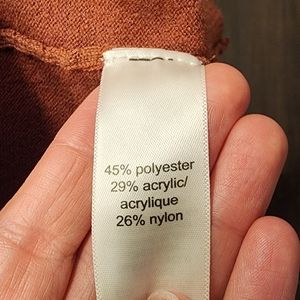 45% polyester
29% acrylic/
acrylique
26% nylon